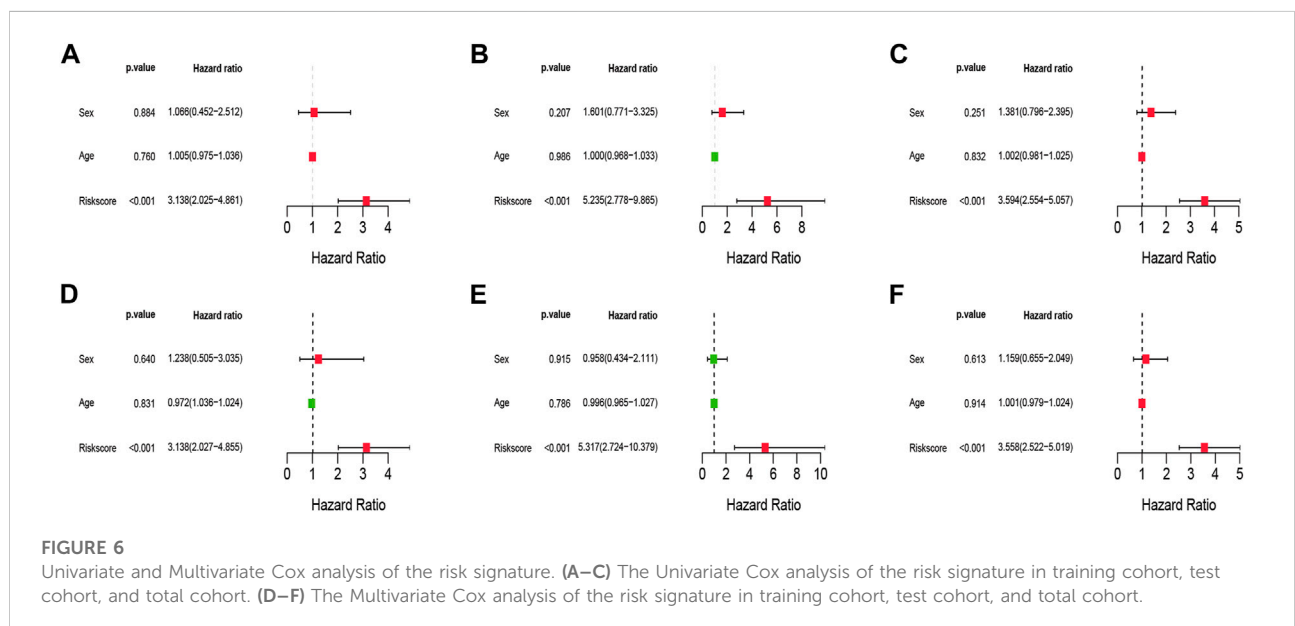 A
p.value Hazard ratio
Sex 0.884 1.066(0.452−2.512)
Age 0.760 1.005(0.975−1.036)
Riskscore <0.001 3.138(2.025−4.861)
0 1 2 3 4
Hazard Ratio
B
p.value Hazard ratio
Sex 0.207 1.601(0.771−3.325)
Age 0.986 1.000(0.968−1.033)
Riskscore <0.001 5.235(2.778−9.865)
0 2 4 6 8
Hazard Ratio
C
p.value Hazard ratio
Sex 0.251 1.381(0.796−2.395)
Age 0.832 1.002(0.981−1.025)
Riskscore <0.001 3.594(2.554−5.057)
0 1 2 3 4 5
Hazard Ratio
D
p.value Hazard ratio
Sex 0.640 1.238(0.505−3.035)
Age 0.831 0.972(1.036−1.024)
Riskscore <0.001 3.138(2.027−4.855)
0 1 2 3 4
Hazard Ratio
E
p.value Hazard ratio
Sex 0.915 0.958(0.434−2.111)
Age 0.786 0.996(0.965−1.027)
Riskscore <0.001 5.317(2.724−10.379)
0 2 4 6 8 10
Hazard Ratio
F
p.value Hazard ratio
Sex 0.613 1.159(0.655−2.049)
Age 0.914 1.001(0.979−1.024)
Riskscore <0.001 3.558(2.522−5.019)
0 1 2 3 4 5
Hazard Ratio
FIGURE 6
Univariate and Multivariate Cox analysis of the risk signature. (A–C) The Univariate Cox analysis of the risk signature in training cohort, test
cohort, and total cohort. (D–F) The Multivariate Cox analysis of the risk signature in training cohort, test cohort, and total cohort.